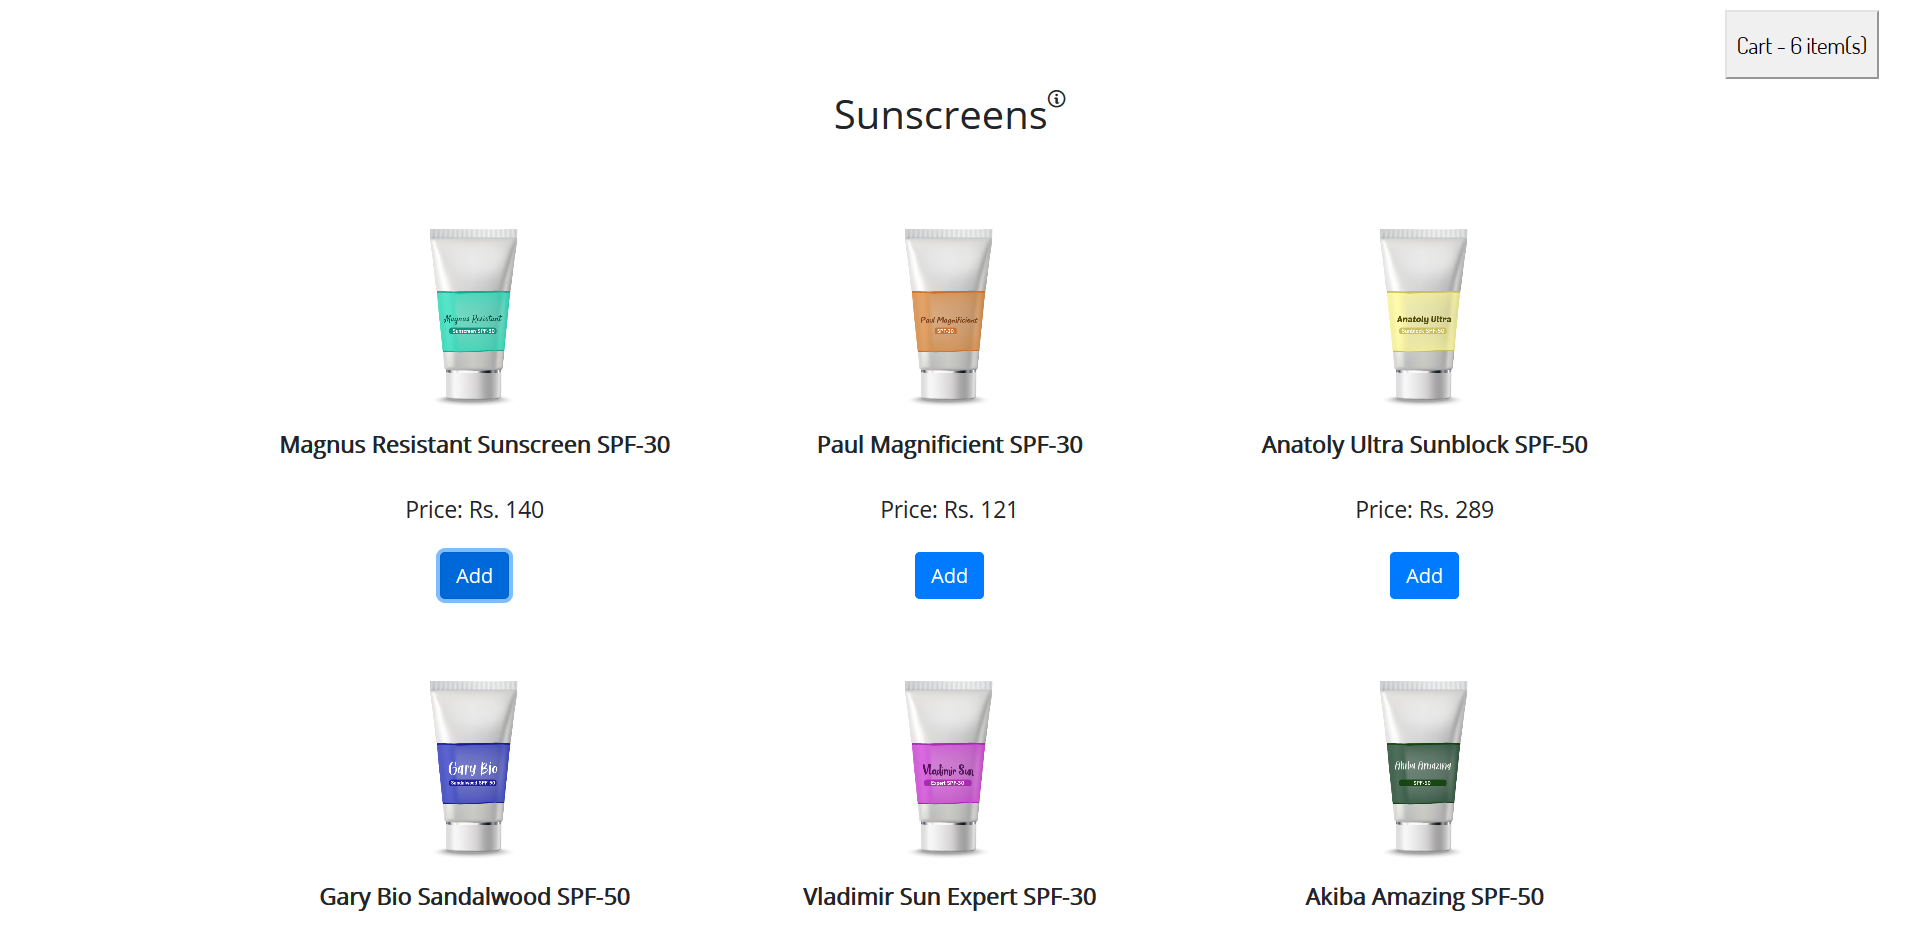 Cart - 6 item(s)
Sunscreens
Magnus Resistant
Sunscreen SPF-30
Paul Magnificient
SPF-30
Anatoly Ultra
Sunblock SPF-50
Magnus Resistant Sunscreen SPF-30
Paul Magnificient SPF-30
Anatoly Ultra Sunblock SPF-50
Price: Rs. 140
Price: Rs. 121
Price: Rs. 289
Add
Add
Add
Gary Bio
Sandalwood SPF-50
Vladimir Sun
Expert SPF-30
Akiba Amazing
SPF-50
Gary Bio Sandalwood SPF-50
Vladimir Sun Expert SPF-30
Akiba Amazing SPF-50